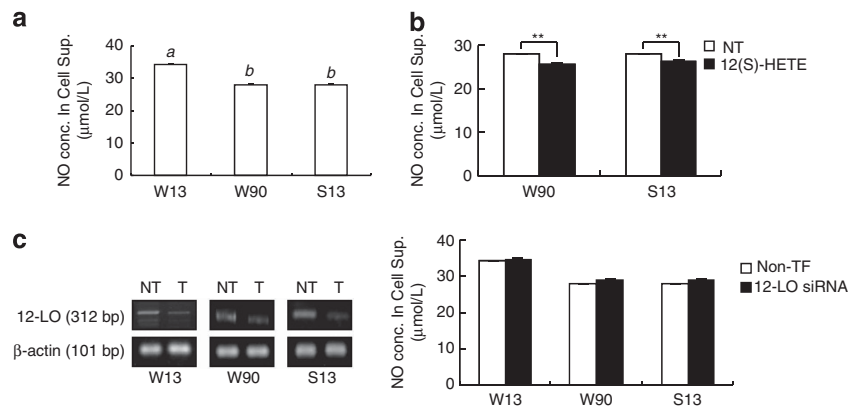 a
NO conc. In Cell Sup.
(μmol/L)
40
30
20
10
0
a
b
b
W13
W90
S13
b
NO conc. In Cell Sup.
(μmol/L)
30
20
10
0
**
**
NT
12(S)-HETE
W90
S13
c
NT T NT T NT T
12-LO (312 bp)
β-actin (101 bp)
W13 W90 S13
NO conc. In Cell Sup.
(μmol/L)
40
30
20
10
0
Non-TF
12-LO siRNA
W13
W90
S13